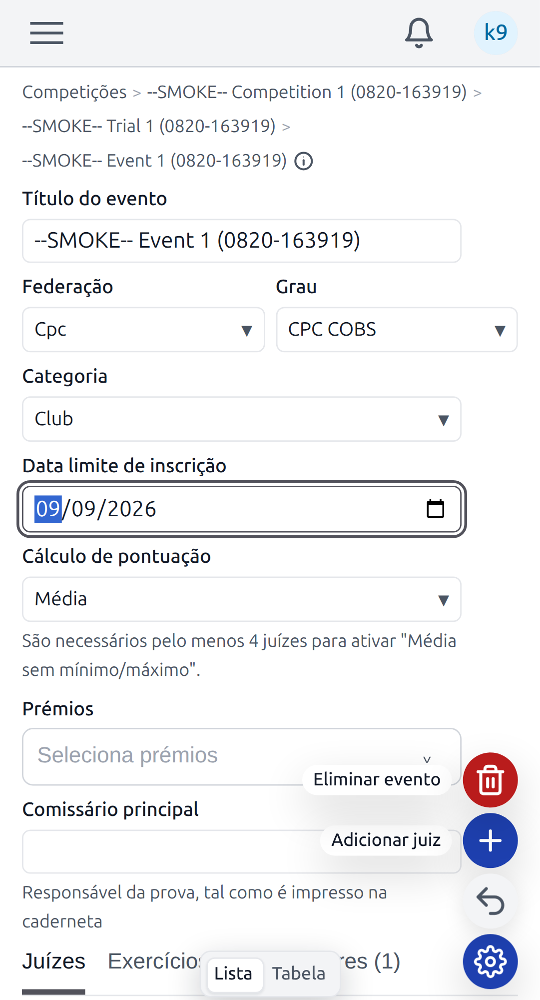 k9
Competições > --SMOKE-- Competition 1 (0820-163919) >
--SMOKE-- Trial 1 (0820-163919) >
--SMOKE-- Event 1 (0820-163919)
Título do evento
--SMOKE-- Event 1 (0820-163919)
Federação Grau
Cpc ▼ CPC COBS ▼
Categoria
Club ▼
Data limite de inscrição
09/09/2026
Cálculo de pontuação
Média ▼
São necessários pelo menos 4 juízes para ativar "Média
sem mínimo/máximo".
Prémios
Seleciona prémios
Eliminar evento
Comissário principal
Adicionar juiz
Responsável da prova, tal como é impresso na
caderneta
Juízes Exercícios res (1)
Lista Tabela